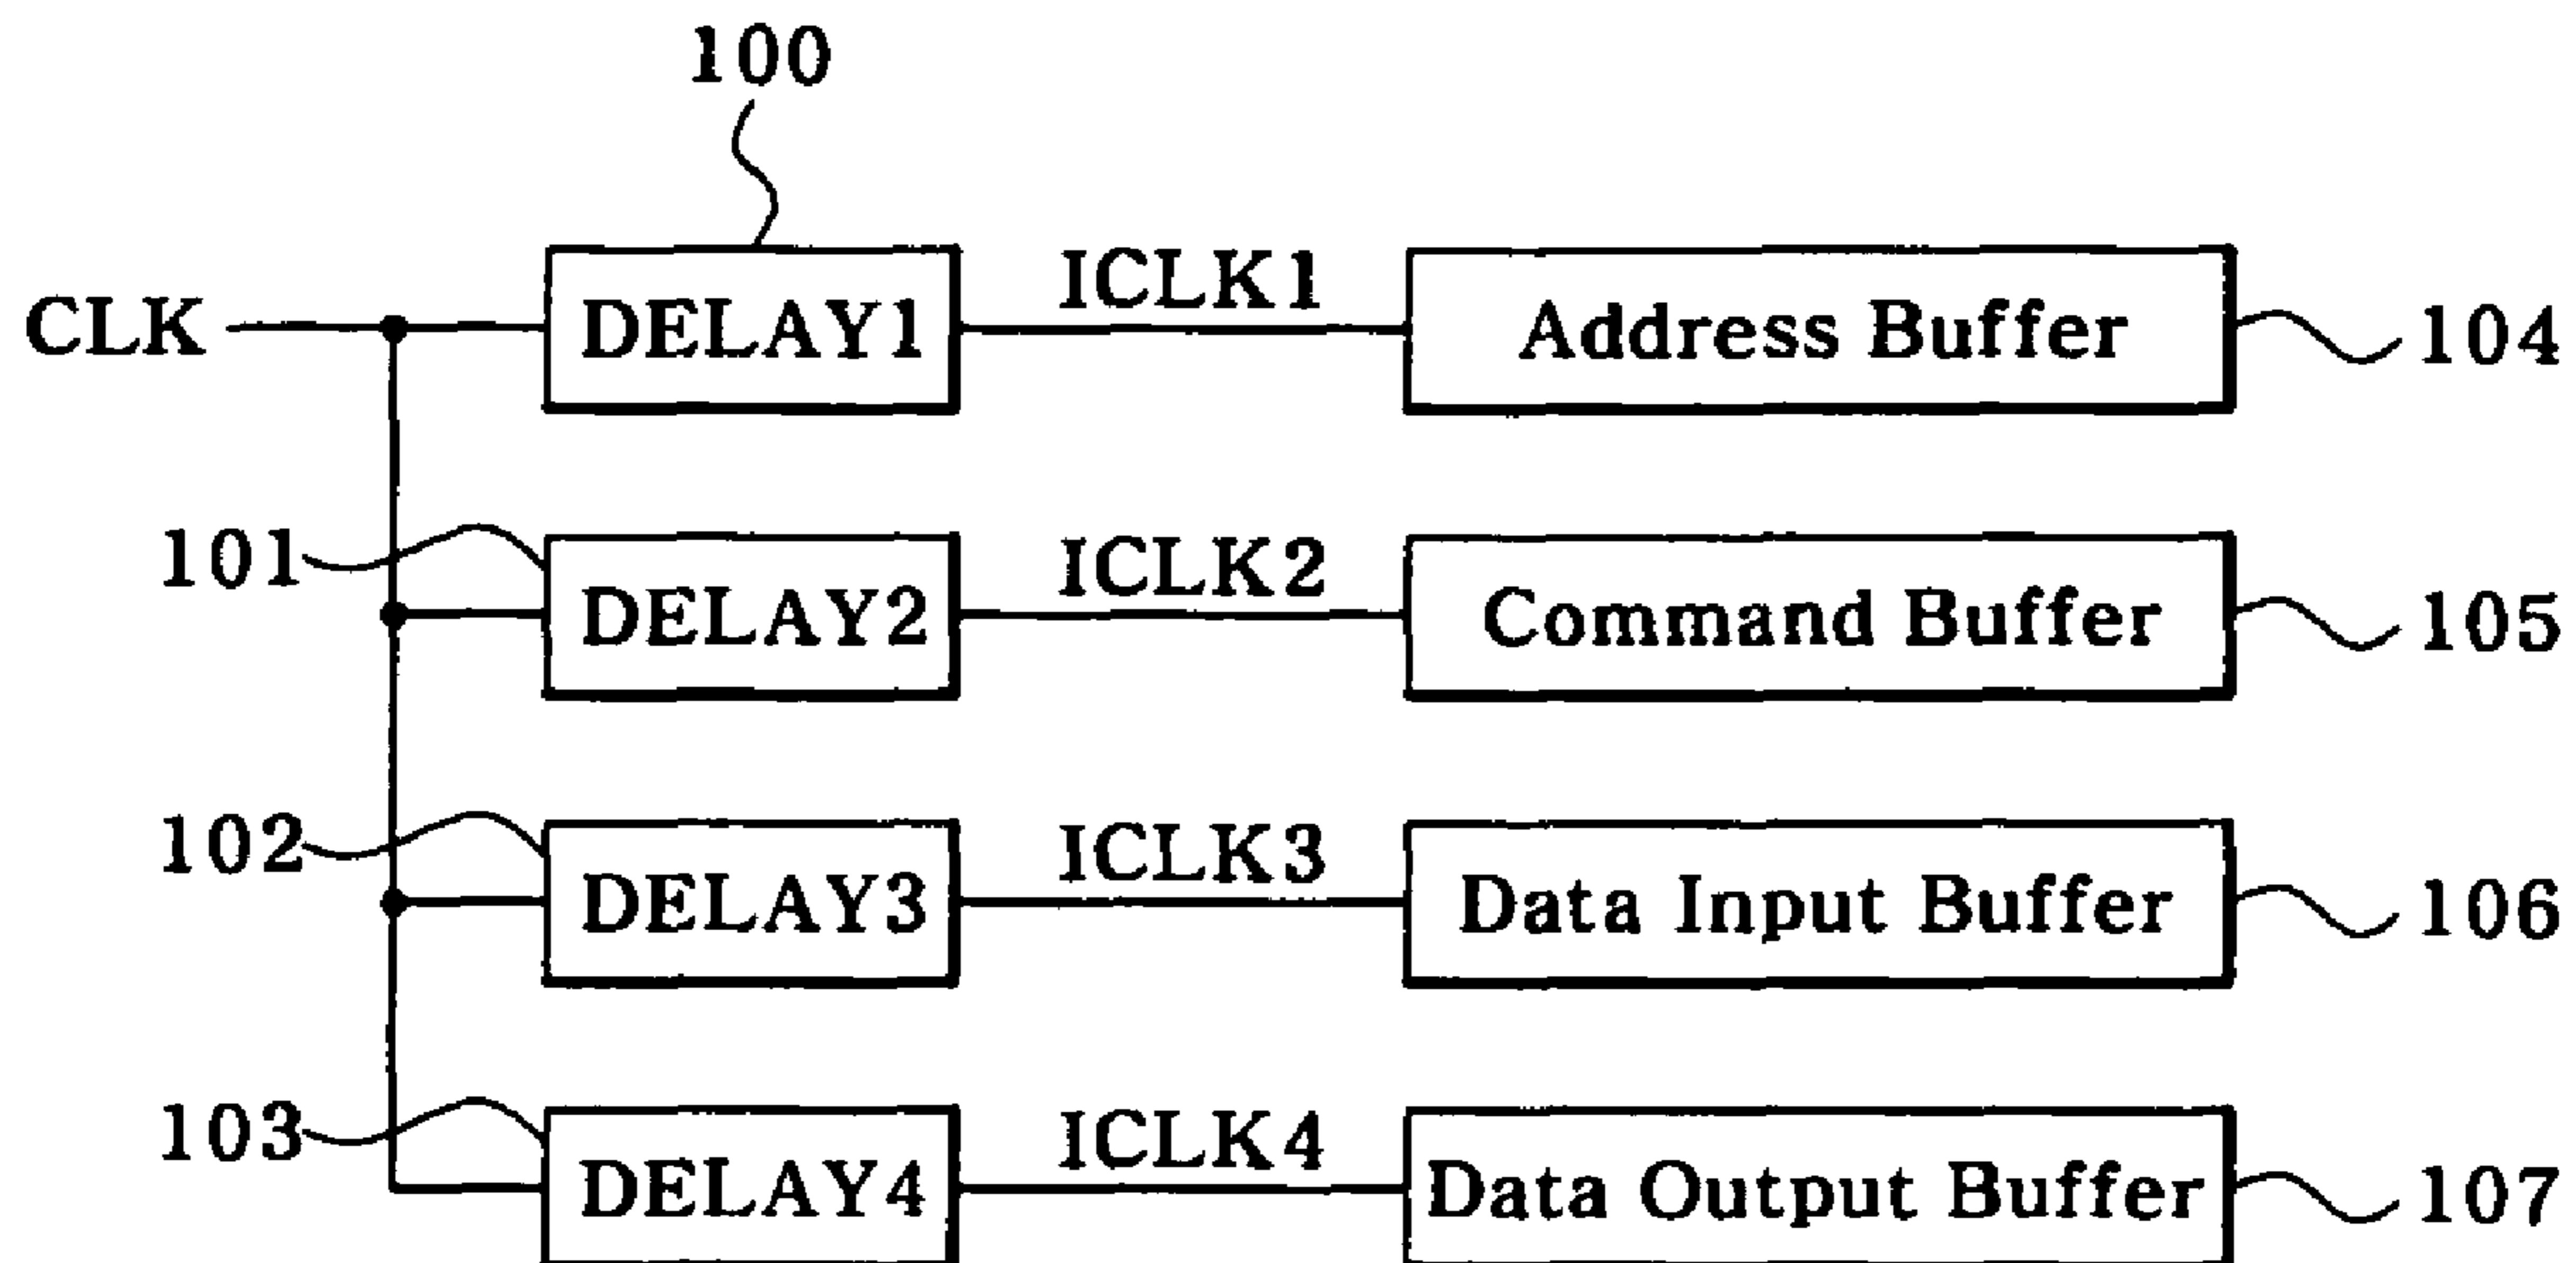 100
CLK
DELAY1
ICLK1
Address Buffer
104
101
DELAY2
ICLK2
Command Buffer
105
102
DELAY3
ICLK3
Data Input Buffer
106
103
DELAY4
ICLK4
Data Output Buffer
107